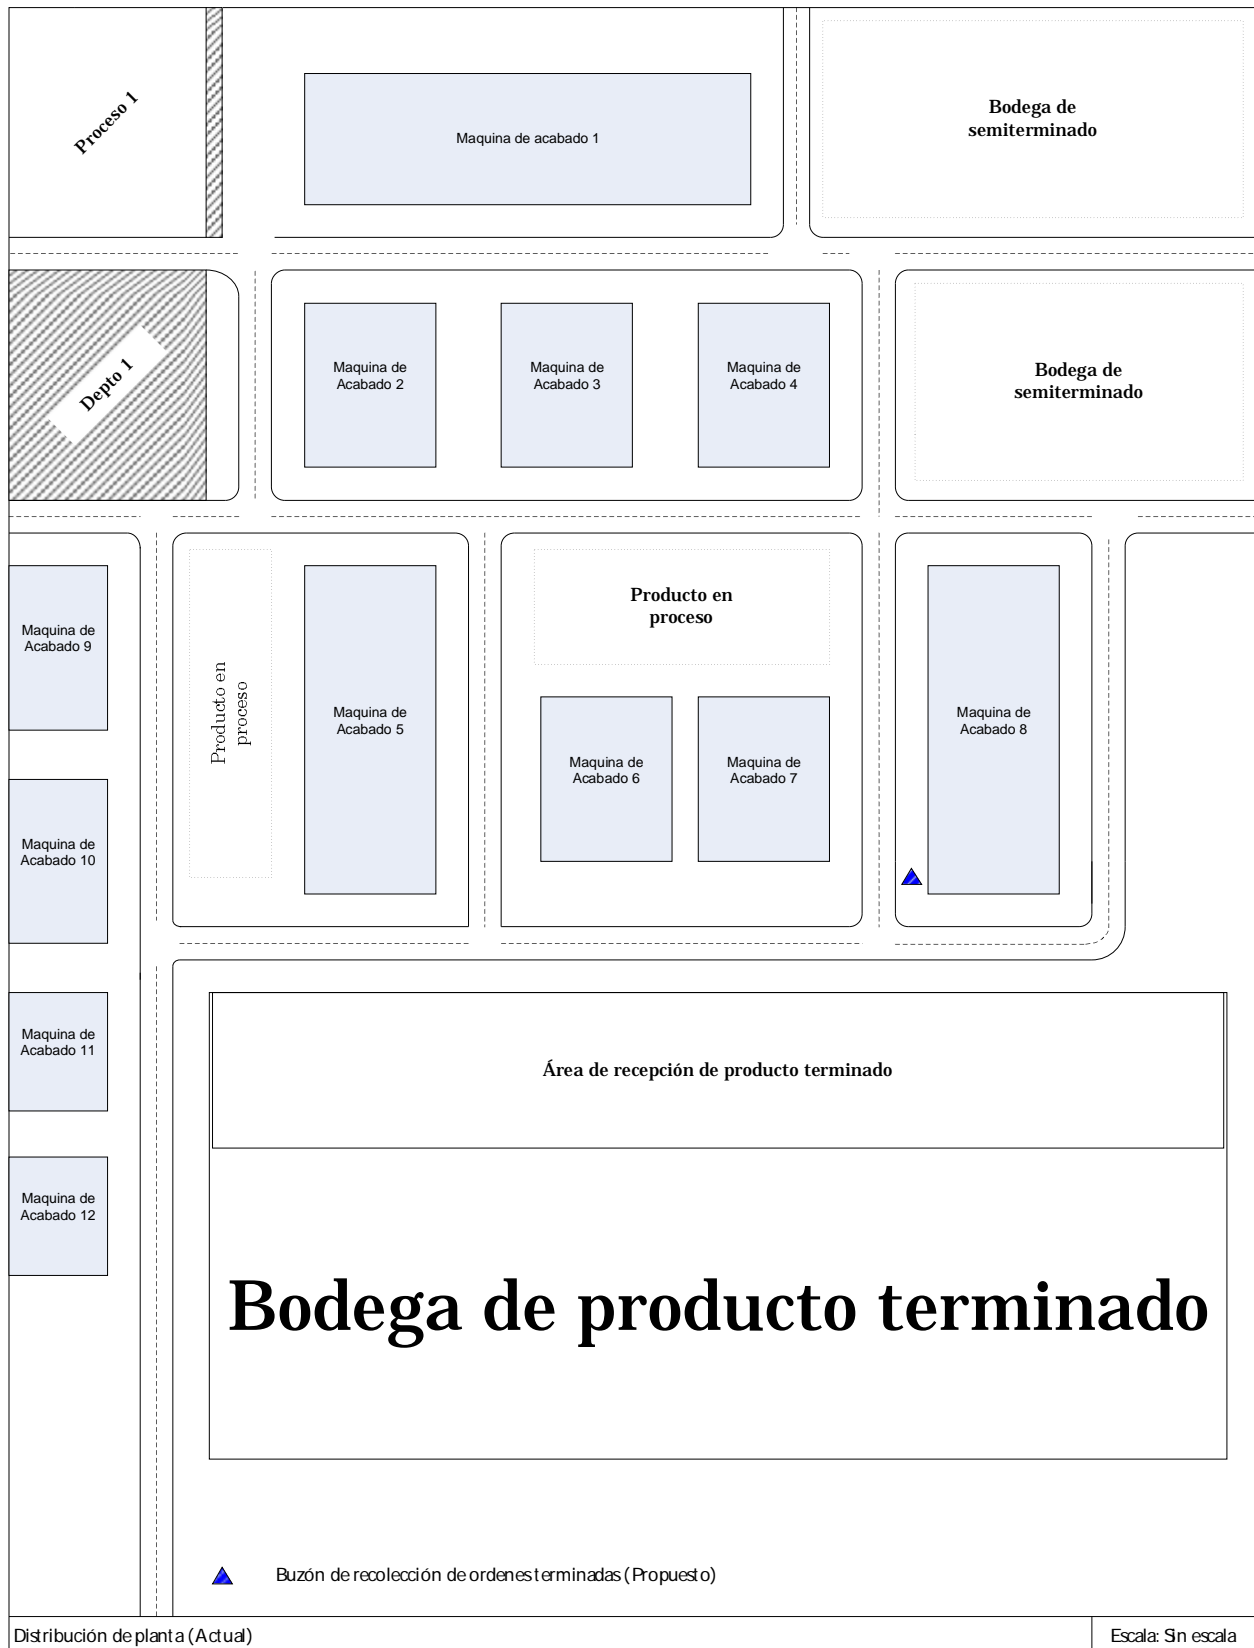 Proceso 1
Maquina de acabado 1
Bodega de
semiterminado
Depto 1
Maquina de
Acabado 2
Maquina de
Acabado 3
Maquina de
Acabado 4
Bodega de
semiterminado
Maquina de
Acabado 9
Producto en
proceso
Maquina de
Acabado 5
Producto en
proceso
Maquina de
Acabado 6
Maquina de
Acabado 7
Maquina de
Acabado 8
Maquina de
Acabado 10
Maquina de
Acabado 11
Área de recepción de producto terminado
Maquina de
Acabado 12
Bodega de producto terminado
Buzón de recolección de ordenes terminadas (Propuesto)
Distribución de planta (Actual)
Escala: Sin escala